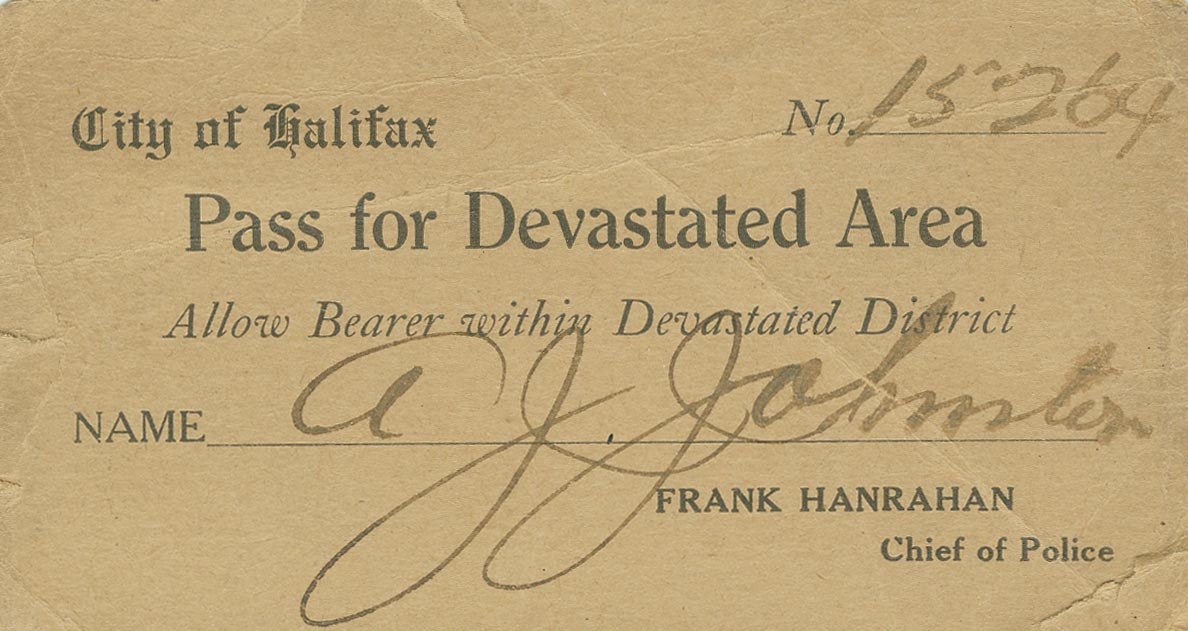 City of Halifax No. 15264
Pass for Devastated Area
Allow Bearer within Devastated District
NAME A J Johnston
FRANK HANRAHAN
Chief of Police